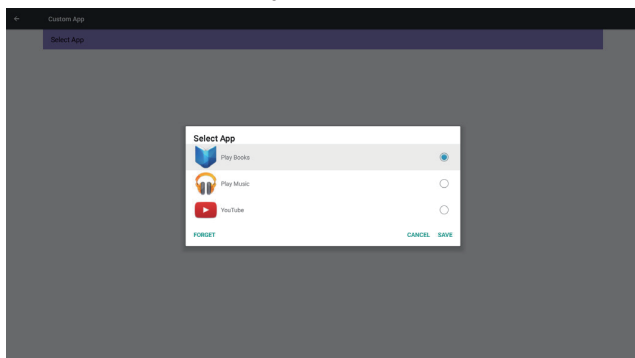 Custom App
Select App
Select App
Play Books
Play Music
YouTube
FORGET CANCEL SAVE